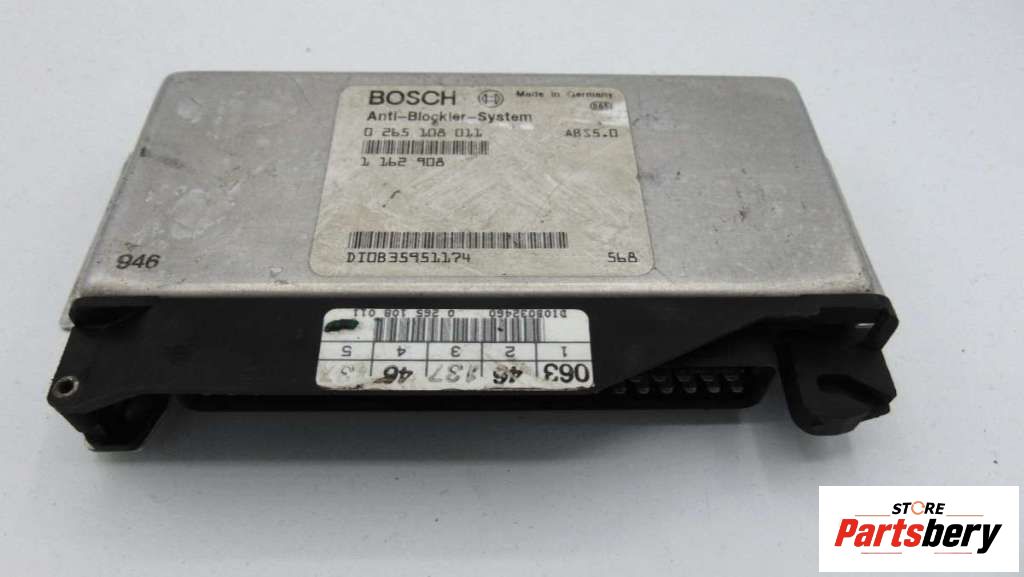 BOSCH Made in Germany
065
Anti-Blockier-System
0 265 108 011 ABS5.0
1 162 908
DIOB35951174 568
946
DIOB032460 0 265 108 011
1 2 3 4 5
063 46 137 46
STORE
Partsbery